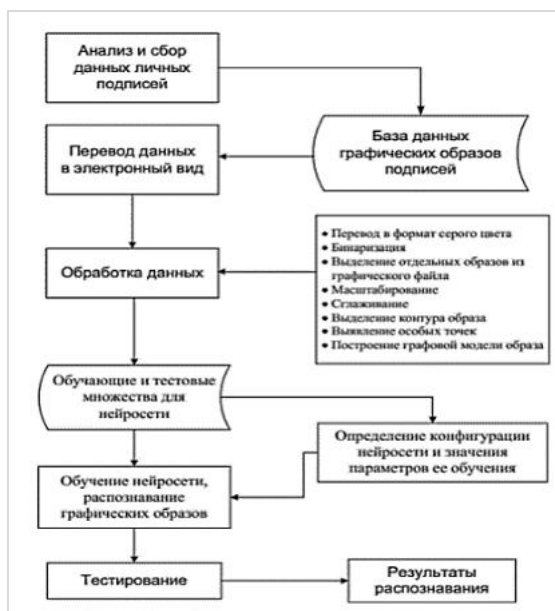 Анализ и сбор
данных личных
подписей
База данных
графических образов
подписей
Перевод данных
в электронный вид
• Перевод в формат серого цвета
• Бинаризация
• Выделение отдельных образов из
графического файла
• Масштабирование
• Сглаживание
• Выделение контура образа
• Выявление особых точек
• Построение графовой модели образа
Обработка данных
Обучающие и тестовые
множества для
нейросети
Определение конфигурации
нейросети и значения
параметров ее обучения
Обучение нейросети,
распознавание
графических образов
Тестирование
Результаты
распознавания